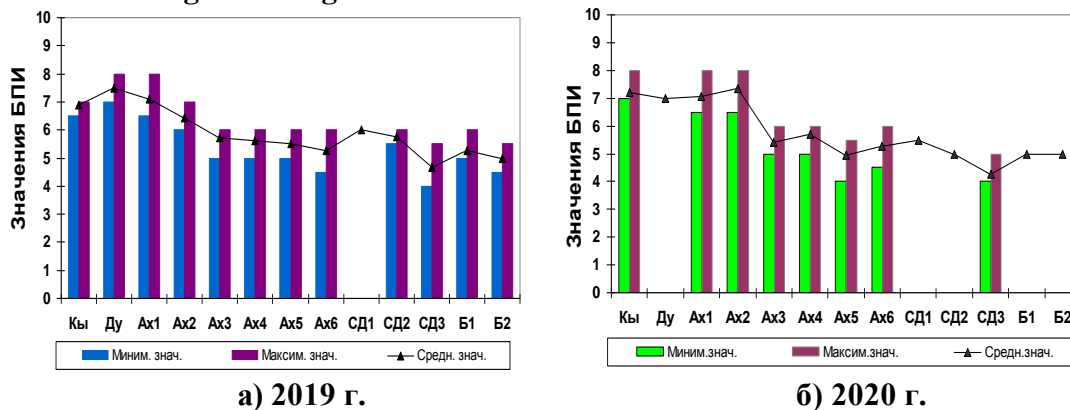 10
9
8
7
6
5
4
3
2
1
0
Значения БПИ
Кы Ду Ах1 Ах2 Ах3 Ах4 Ах5 Ах6 СД1 СД2 СД3 Б1 Б2
Миним. знач. Максим. знач. Средн. знач.
а) 2019 г.
10
9
8
7
6
5
4
3
2
1
0
Значения БПИ
Кы Ду Ах1 Ах2 Ах3 Ах4 Ах5 Ах6 СД1 СД2 СД3 Б1 Б2
Миним.знач. Максим.знач. Средн.знач.
б) 2020 г.